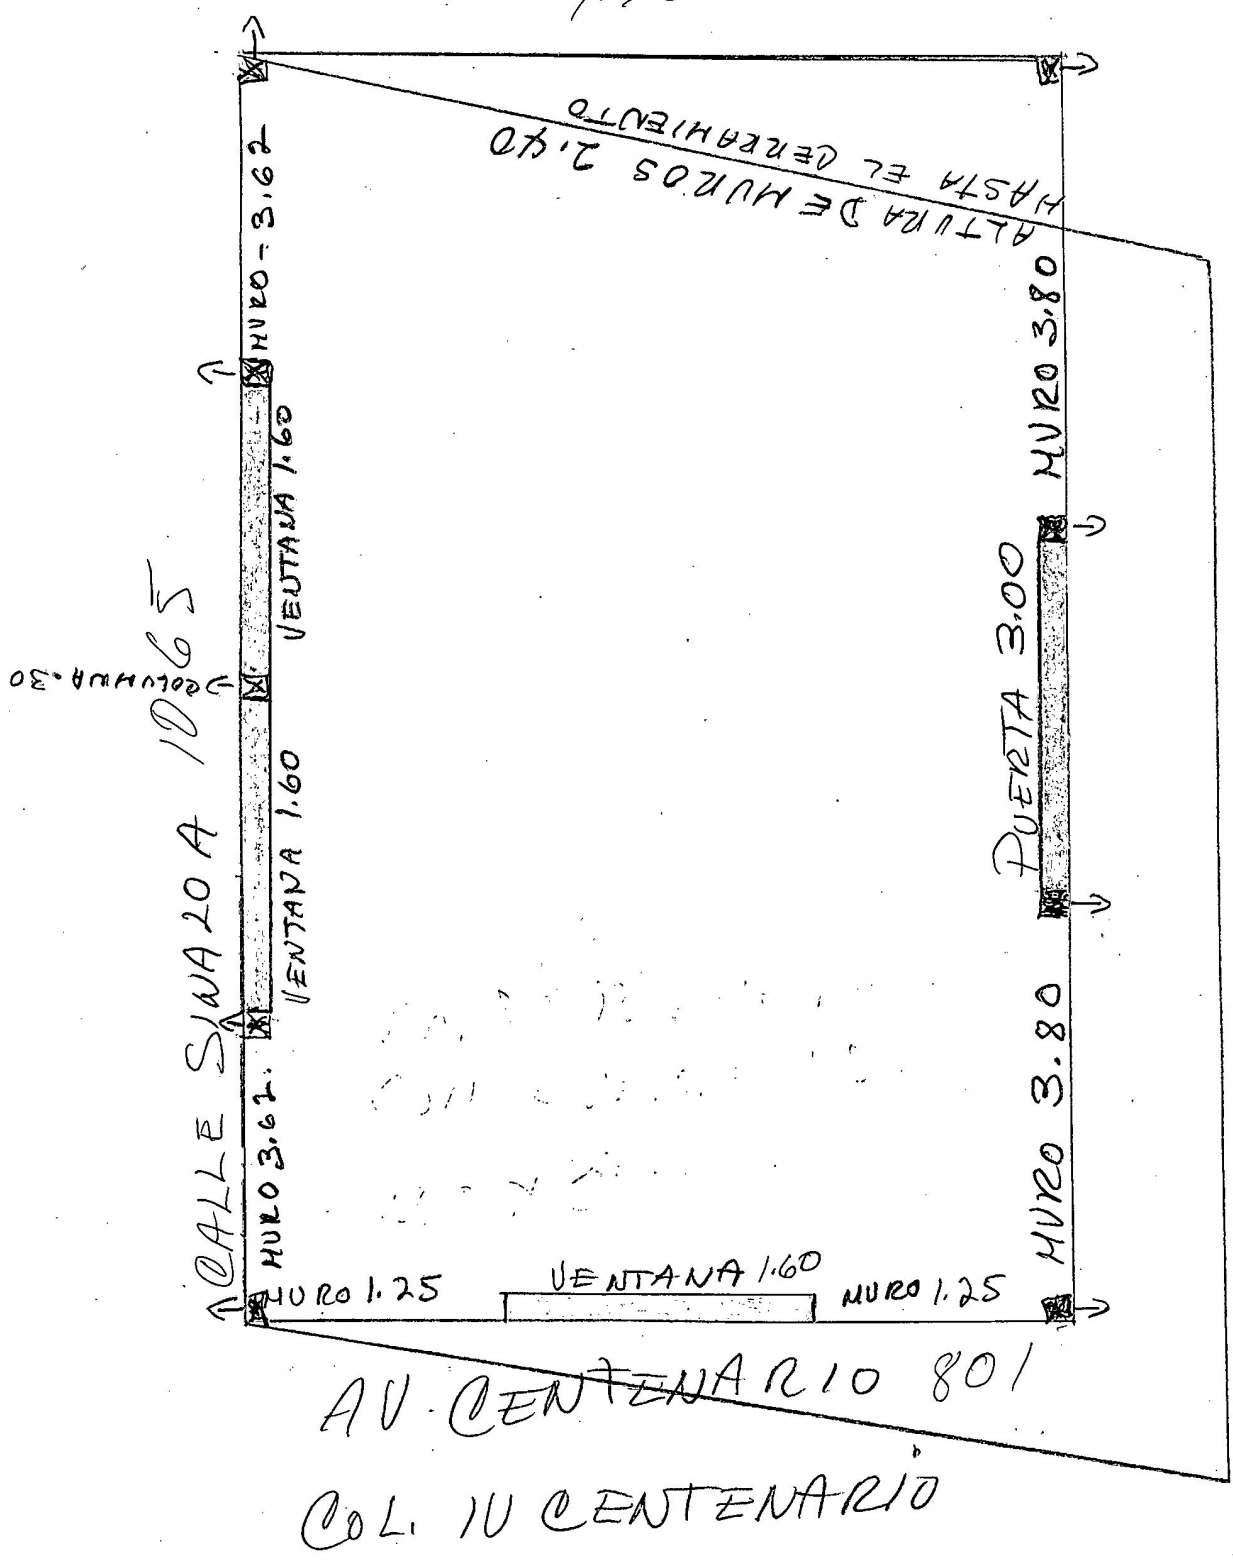 ALTURA DE MUROS 2.40
HASTA EL CERRAMIENTO
MURO-3.62
MURO 3.80
VENTANA 1.60
CALLE SINALOA 1065
COLUMNA.30
PUERTA 3.00
VENTANA 1.60
MURO 3.62.
MURO 3.80
MURO 1.25
VENTANA 1.60
MURO 1.25
AV. CENTENARIO 801
COL. IV CENTENARIO